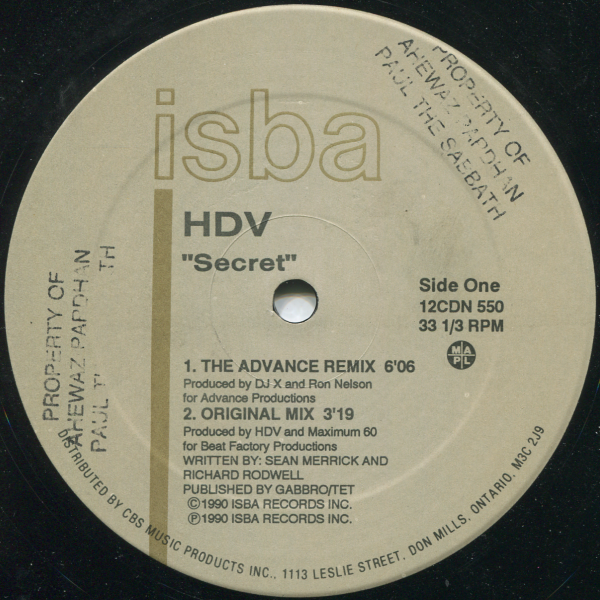 isba
PROPERTY OF
AHEWAZ PAPDHAN
PAUL THE SABBATH
HDV
"Secret"
Side One
12CDN 550
33 1/3 RPM
MAPL
1. THE ADVANCE REMIX 6'06
Produced by DJ X and Ron Nelson
for Advance Productions
2. ORIGINAL MIX 3'19
Produced by HDV and Maximum 60
for Beat Factory Productions
WRITTEN BY: SEAN MERRICK AND
RICHARD RODWELL
PUBLISHED BY GABBRO/TET
©1990 ISBA RECORDS INC.
℗1990 ISBA RECORDS INC.
PROPERTY OF
AHEWAZ PAPDHAN
PAUL TH
DISTRIBUTED BY CBS MUSIC PRODUCTS INC., 1113 LESLIE STREET, DON MILLS, ONTARIO. M3C 2J9